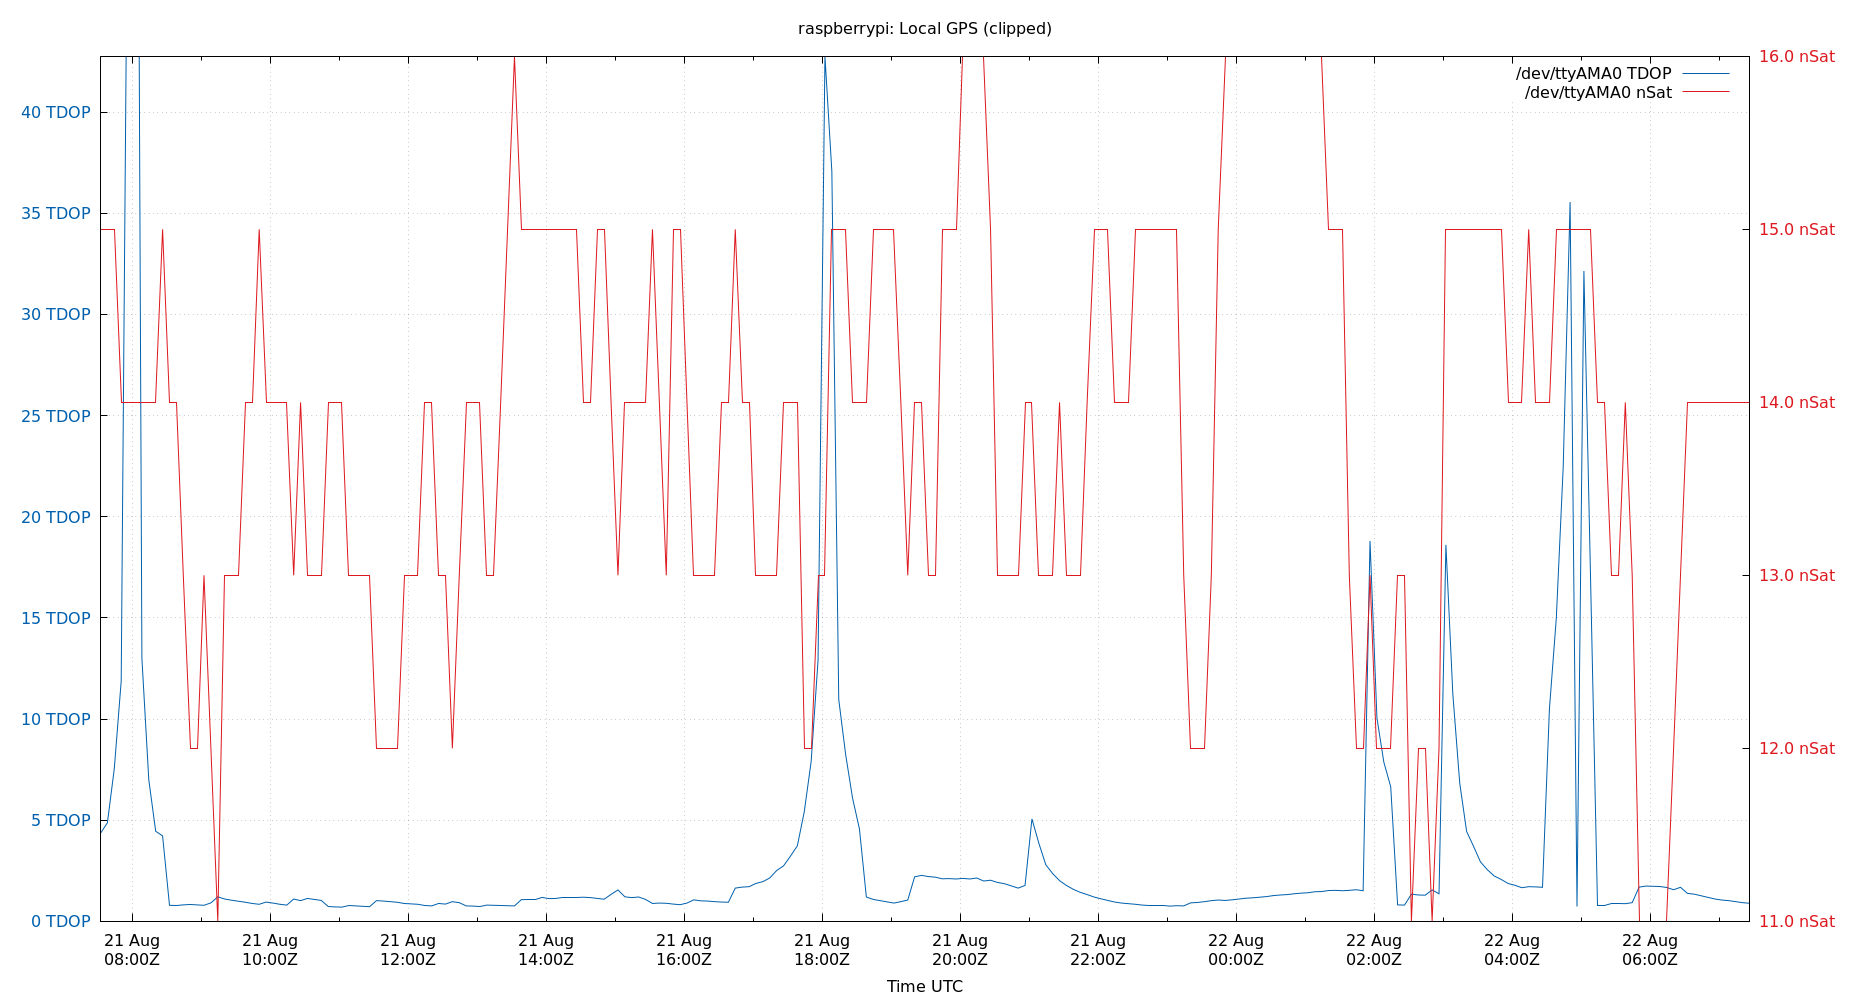 raspberrypi: Local GPS (clipped)
16.0 nSat
/dev/ttyAMA0 TDOP
/dev/ttyAMA0 nSat
40 TDOP
35 TDOP
15.0 nSat
30 TDOP
14.0 nSat
25 TDOP
20 TDOP
13.0 nSat
15 TDOP
12.0 nSat
10 TDOP
5 TDOP
0 TDOP
11.0 nSat
21 Aug 21 Aug 21 Aug 21 Aug 21 Aug 21 Aug 21 Aug 21 Aug 22 Aug 22 Aug 22 Aug 22 Aug
08:00Z 10:00Z 12:00Z 14:00Z 16:00Z 18:00Z 20:00Z 22:00Z 00:00Z 02:00Z 04:00Z 06:00Z
Time UTC